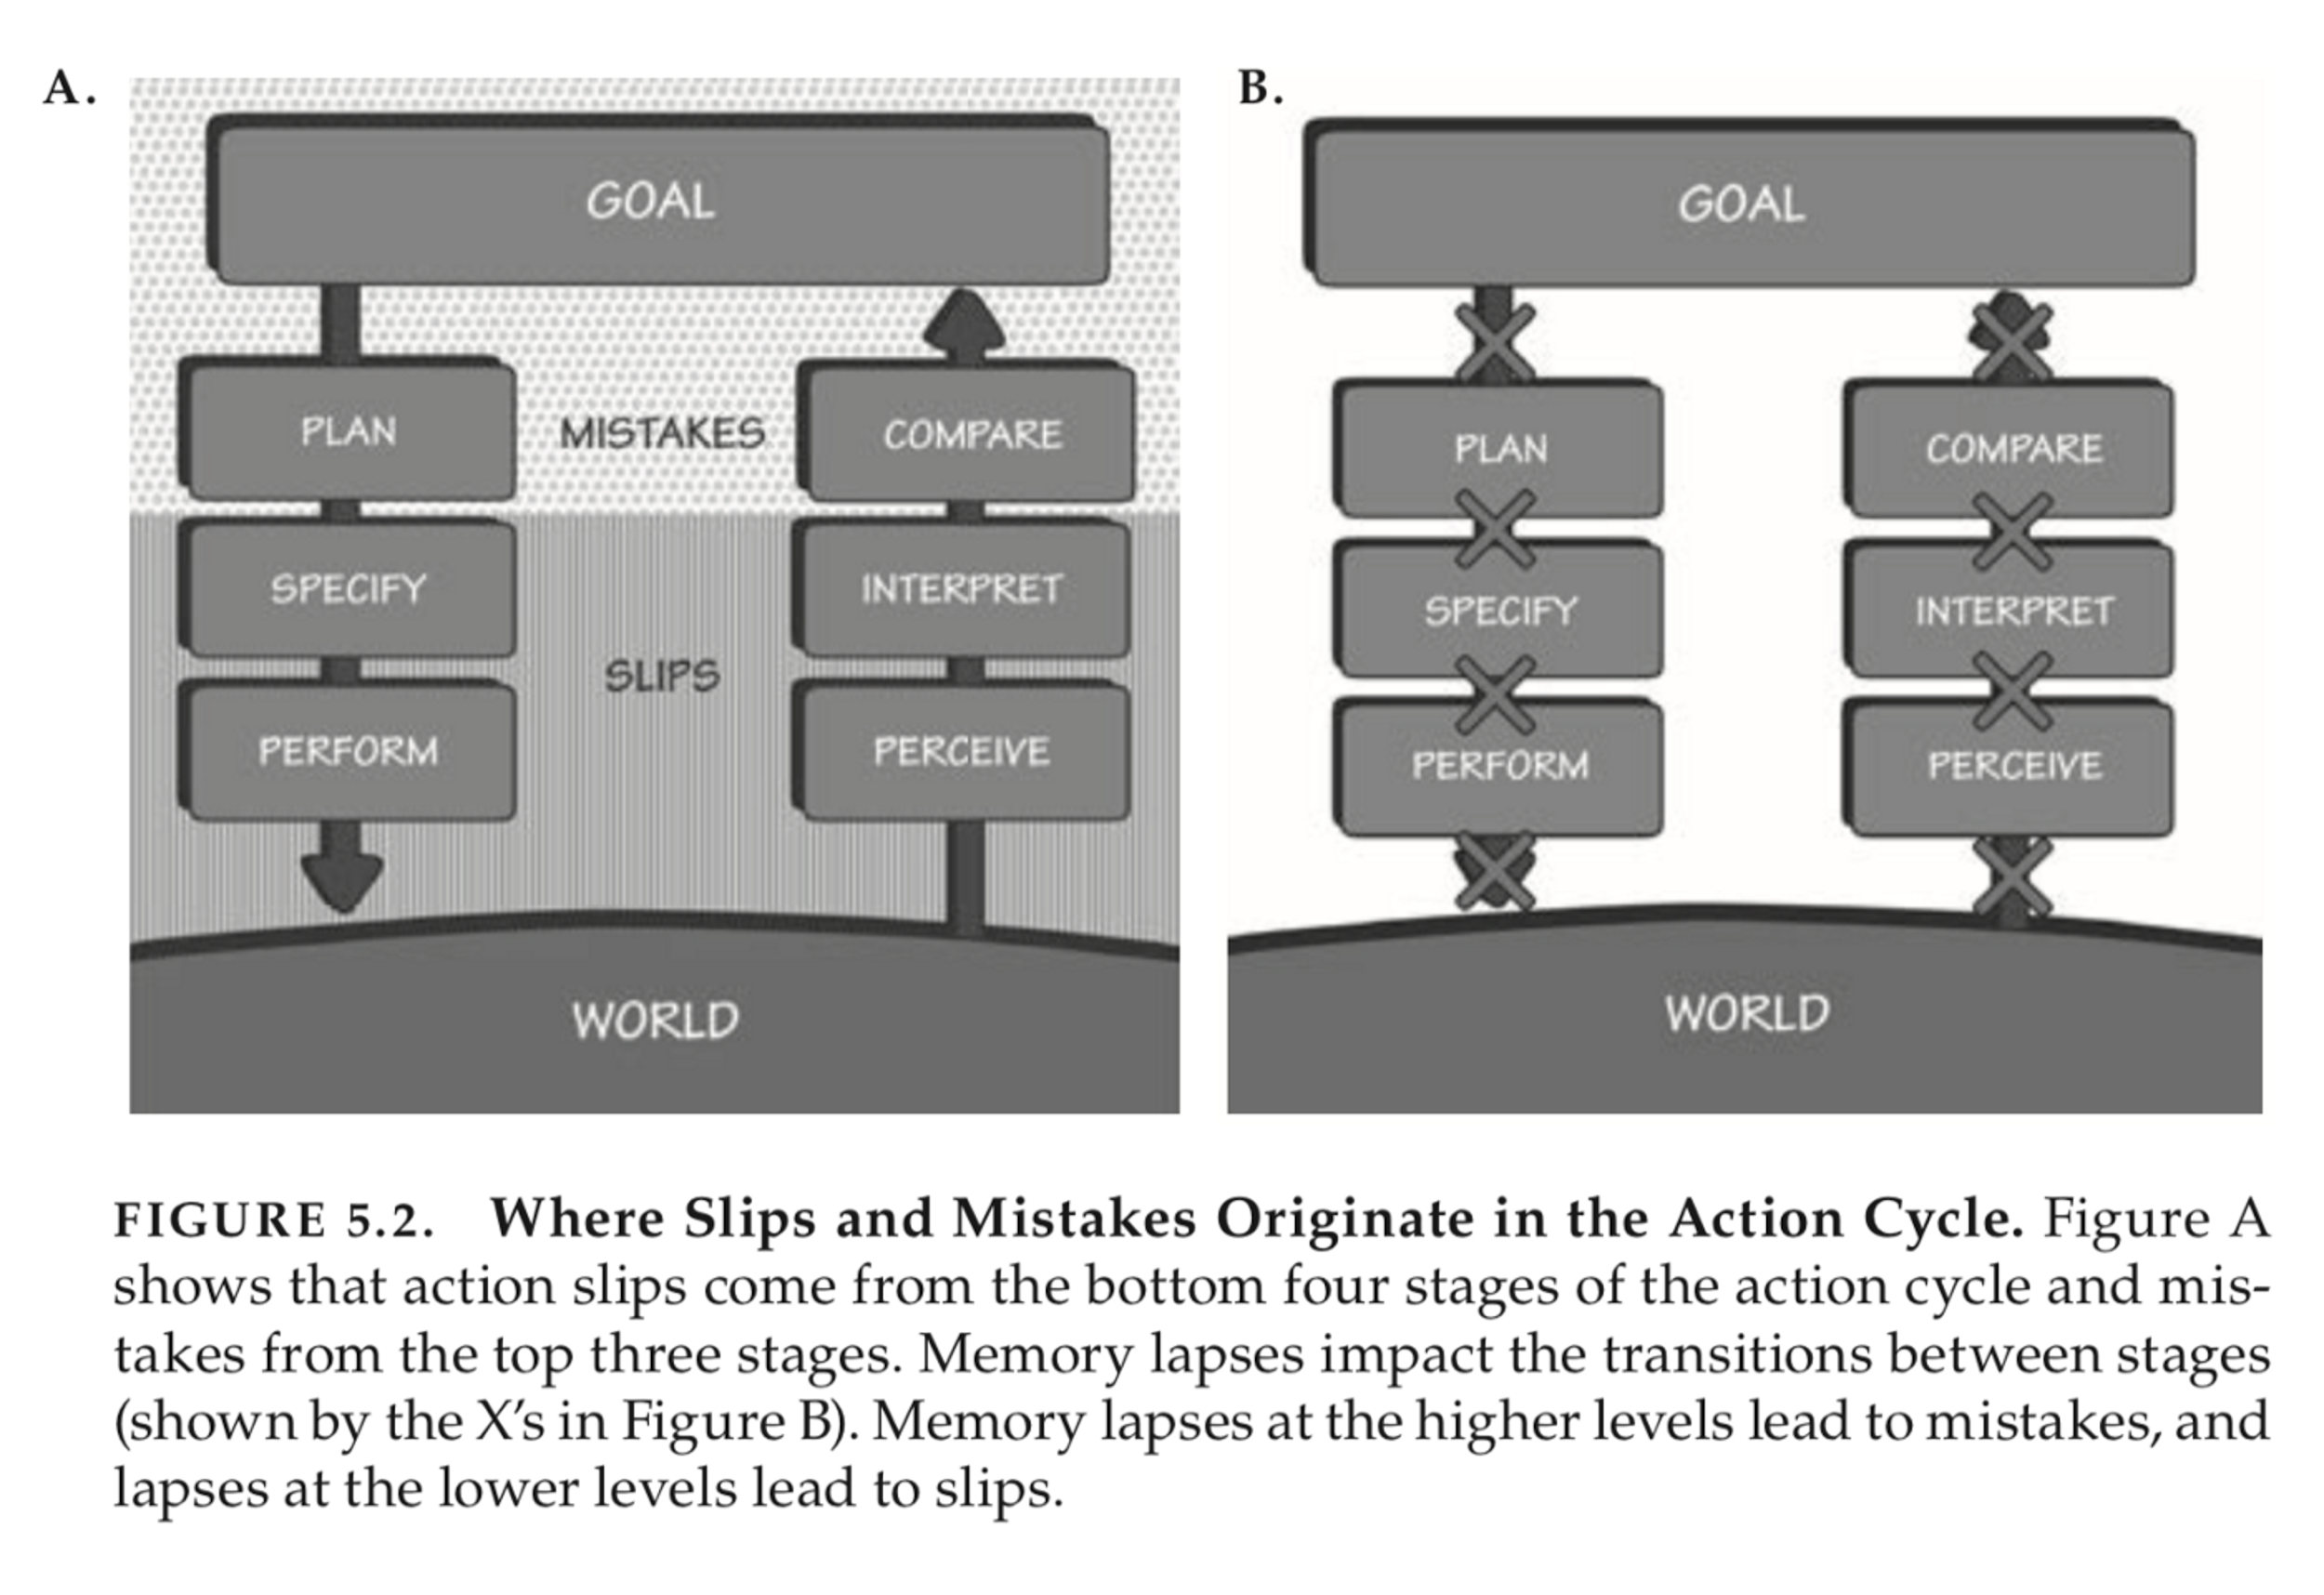 A.
GOAL
PLAN
MISTAKES
COMPARE
SPECIFY
INTERPRET
SLIPS
PERFORM
PERCEIVE
WORLD
B.
GOAL
PLAN
COMPARE
SPECIFY
INTERPRET
PERFORM
PERCEIVE
WORLD
FIGURE 5.2. Where Slips and Mistakes Originate in the Action Cycle. Figure A
shows that action slips come from the bottom four stages of the action cycle and mis-
takes from the top three stages. Memory lapses impact the transitions between stages
(shown by the X’s in Figure B). Memory lapses at the higher levels lead to mistakes, and
lapses at the lower levels lead to slips.